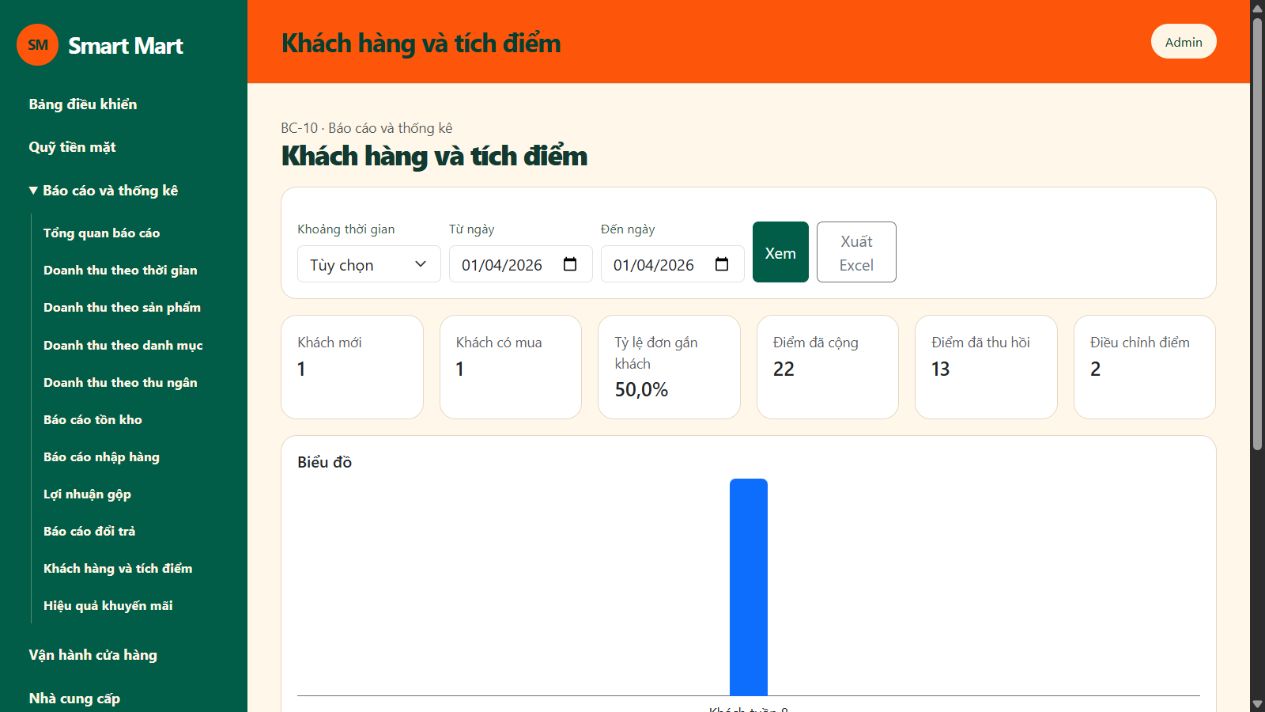 SM
Smart Mart
Bảng điều khiển
Quỹ tiền mặt
▼ Báo cáo và thống kê
Tổng quan báo cáo
Doanh thu theo thời gian
Doanh thu theo sản phẩm
Doanh thu theo danh mục
Doanh thu theo thu ngân
Báo cáo tồn kho
Báo cáo nhập hàng
Lợi nhuận gộp
Báo cáo đổi trả
Khách hàng và tích điểm
Hiệu quả khuyến mãi
Vận hành cửa hàng
Nhà cung cấp
Khách hàng và tích điểm
Admin
BC-10 · Báo cáo và thống kê
Khách hàng và tích điểm
Khoảng thời gian
Tùy chọn
Từ ngày
01/04/2026
Đến ngày
01/04/2026
Xem
Xuất
Excel
Khách mới
1
Khách có mua
1
Tỷ lệ đơn gắn
khách
50,0%
Điểm đã cộng
22
Điểm đã thu hồi
13
Điều chỉnh điểm
2
Biểu đồ
Khách tuần